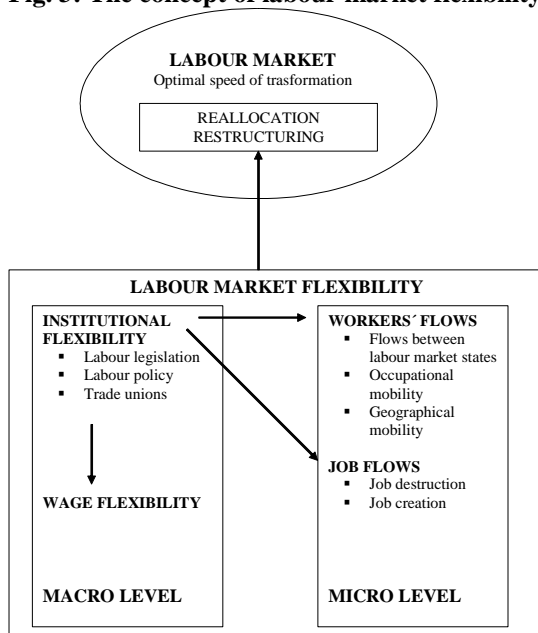 Fig. 3: The concept of labour market flexibility
LABOUR MARKET
Optimal speed of trasformation
REALLOCATION
RESTRUCTURING
LABOUR MARKET FLEXIBILITY
INSTITUTIONAL
FLEXIBILITY
▪ Labour legislation
▪ Labour policy
▪ Trade unions
WAGE FLEXIBILITY
MACRO LEVEL
WORKERS´ FLOWS
▪ Flows between
labour market states
▪ Occupational
mobility
▪ Geographical
mobility
JOB FLOWS
▪ Job destruction
▪ Job creation
MICRO LEVEL